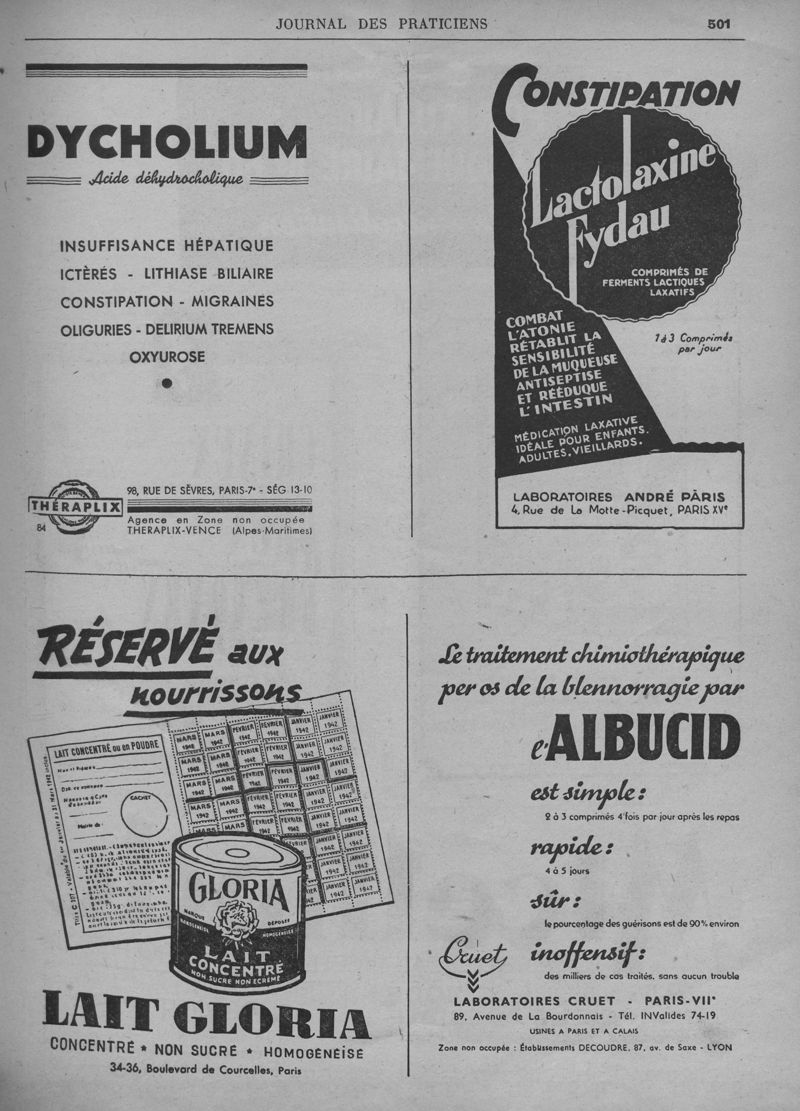 JOURNAL DES PRATICIENS 501
DYCHOLIUM
Acide déhydrocholique
INSUFFISANCE HÉPATIQUE
ICTÈRÉS - LITHIASE BILIAIRE
CONSTIPATION - MIGRAINES
OLIGURIES - DELIRIUM TREMENS
OXYUROSE
THÉRAPLIX
84
98, RUE DE SÈVRES, PARIS-7e - SÉG 13-10
Agence en Zone non occupée
THERAPLIX-VENCE (Alpes-Maritimes)
CONSTIPATION
Lactolaxine
Fydau
COMPRIMÉS DE
FERMENTS LACTIQUES
LAXATIFS
COMBAT
L'ATONIE
RÉTABLIT LA
SENSIBILITÉ
DE LA MUQUEUSE
ANTISEPTISE
ET RÉÉDUQUE
L'INTESTIN
1 à 3 Comprimés
par jour
MÉDICATION LAXATIVE
IDÉALE POUR ENFANTS,
ADULTES, VIEILLARDS.
LABORATOIRES ANDRÉ PÂRIS
4, Rue de La Motte-Picquet, PARIS XVe
RÉSERVÉ aux
nourrissons
LAIT CONCENTRÉ ou en POUDRE
CACHET
MARS 1942
FÉVRIER 1942
JANVIER 1942
GLORIA
MARQUE DÉPOSÉE
HOMOGÉNÉISÉ
LAIT
CONCENTRÉ
NON SUCRÉ NON ÉCRÉMÉ
LAIT GLORIA
CONCENTRÉ * NON SUCRÉ * HOMOGÉNÉISÉ
34-36, Boulevard de Courcelles, Paris
Le traitement chimiothérapique
per os de la blennorragie par
l'ALBUCID
est simple :
2 à 3 comprimés 4 fois par jour après les repas
rapide :
4 à 5 jours
sûr :
le pourcentage des guérisons est de 90% environ
Cruet
inoffensif :
des milliers de cas traités, sans aucun trouble
LABORATOIRES CRUET - PARIS-VIIe
89, Avenue de La Bourdonnais - Tél. INValides 74-19
USINES A PARIS ET A CALAIS
Zone non occupée : Établissements DECOUDRE, 87, av. de Saxe - LYON